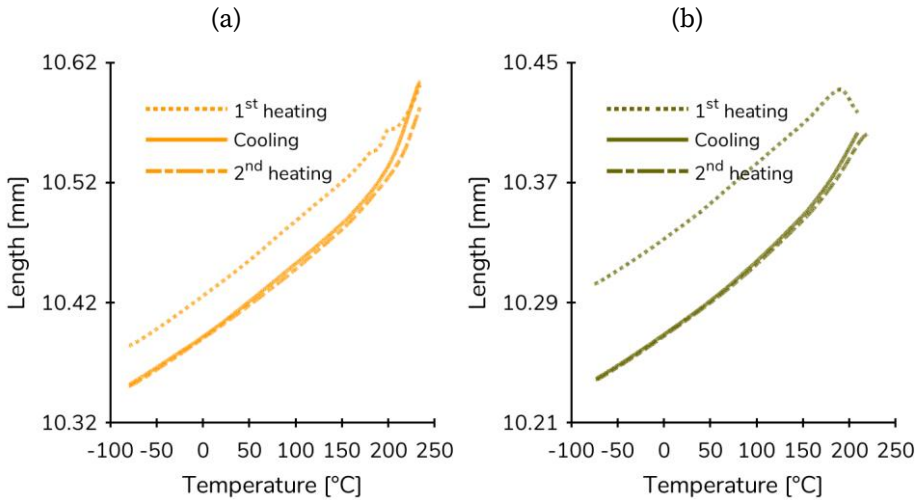 (a)
10.62
10.52
10.42
10.32
Length [mm]
1st heating
Cooling
2nd heating
-100 -50 0 50 100 150 200 250
Temperature [°C]
(b)
10.45
10.37
10.29
10.21
Length [mm]
1st heating
Cooling
2nd heating
-100 -50 0 50 100 150 200 250
Temperature [°C]